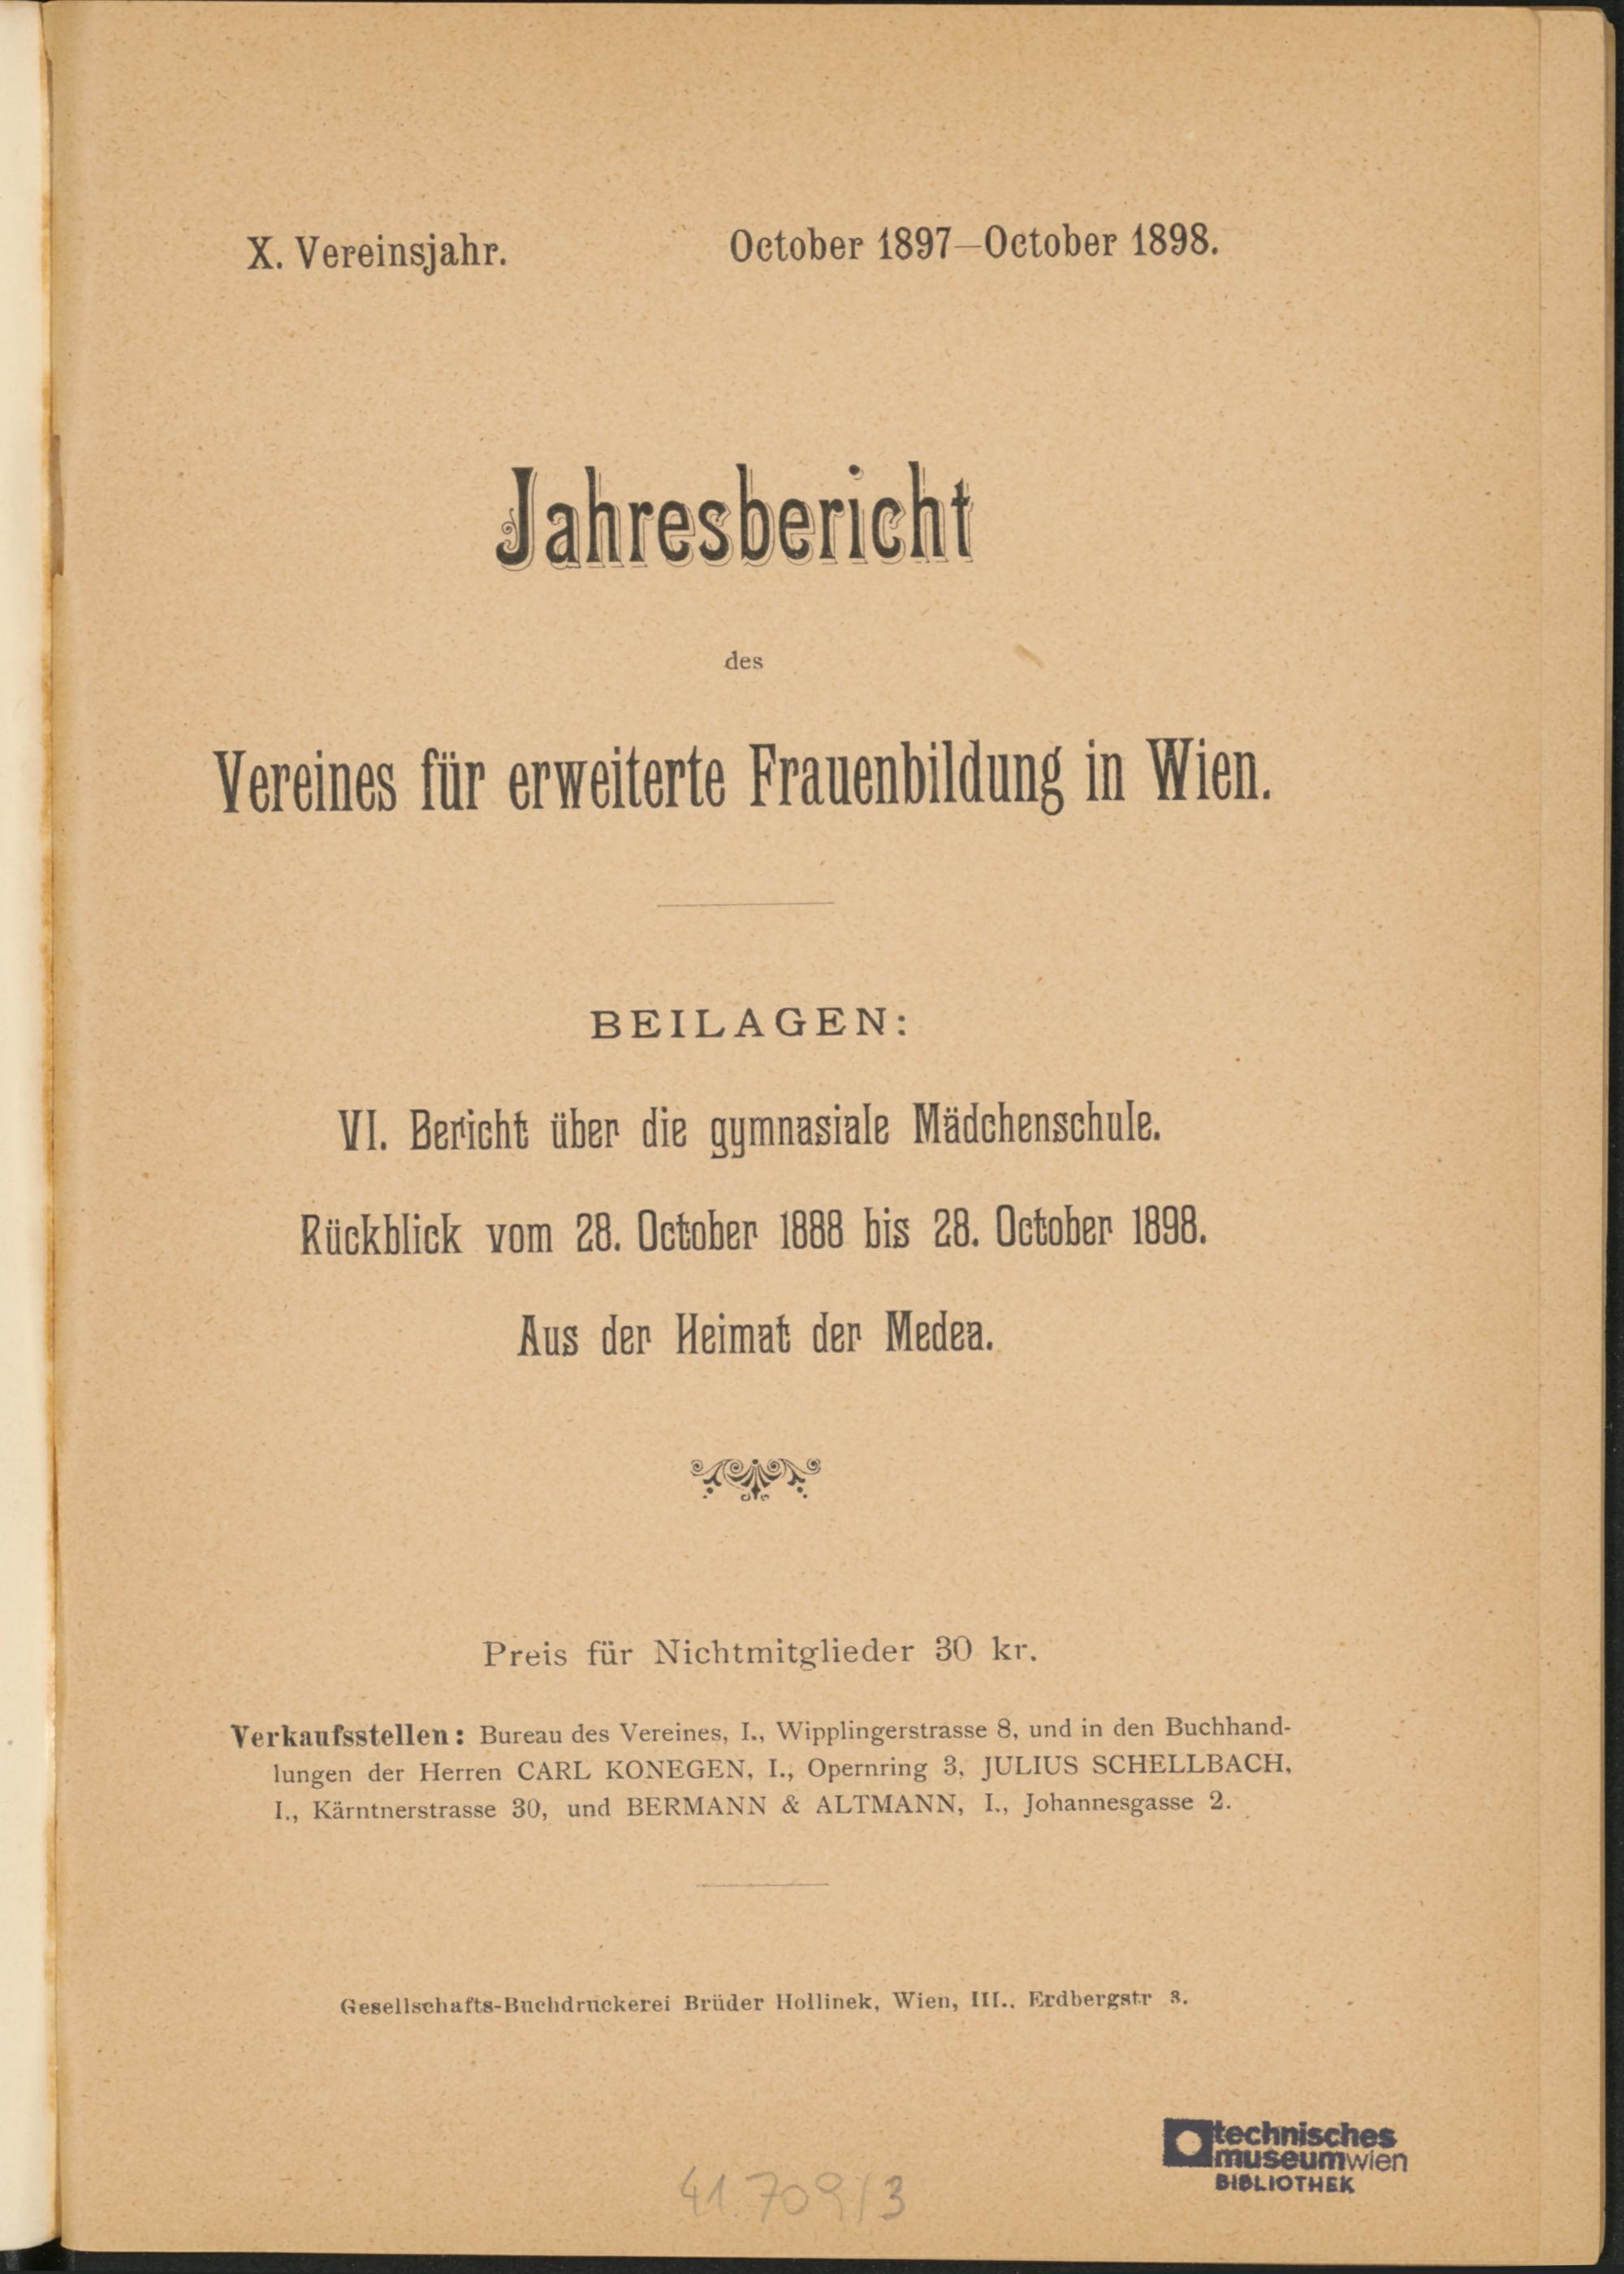 X. Vereinsjahr. October 1897—October 1898.
Jahresbericht
des
Vereines für erweiterte Frauenbildung in Wien.
BEILAGEN:
VI. Bericht über die gymnasiale Mädchenschule.
Rückblick vom 28. October 1888 bis 28. October 1898.
Aus der Heimat der Medea.
Preis für Nichtmitglieder 30 kr.
Verkaufsstellen: Bureau des Vereines, I., Wipplingerstrasse 8, und in den Buchhand-
lungen der Herren CARL KONEGEN, I., Opernring 3, JULIUS SCHELLBACH,
I., Kärntnerstrasse 30, und BERMANN & ALTMANN, I., Johannesgasse 2.
Gesellschafts-Buchdruckerei Brüder Hollinek, Wien, III., Erdbergstr 3.
technisches
museumwien
BIBLIOTHEK
41.709/3